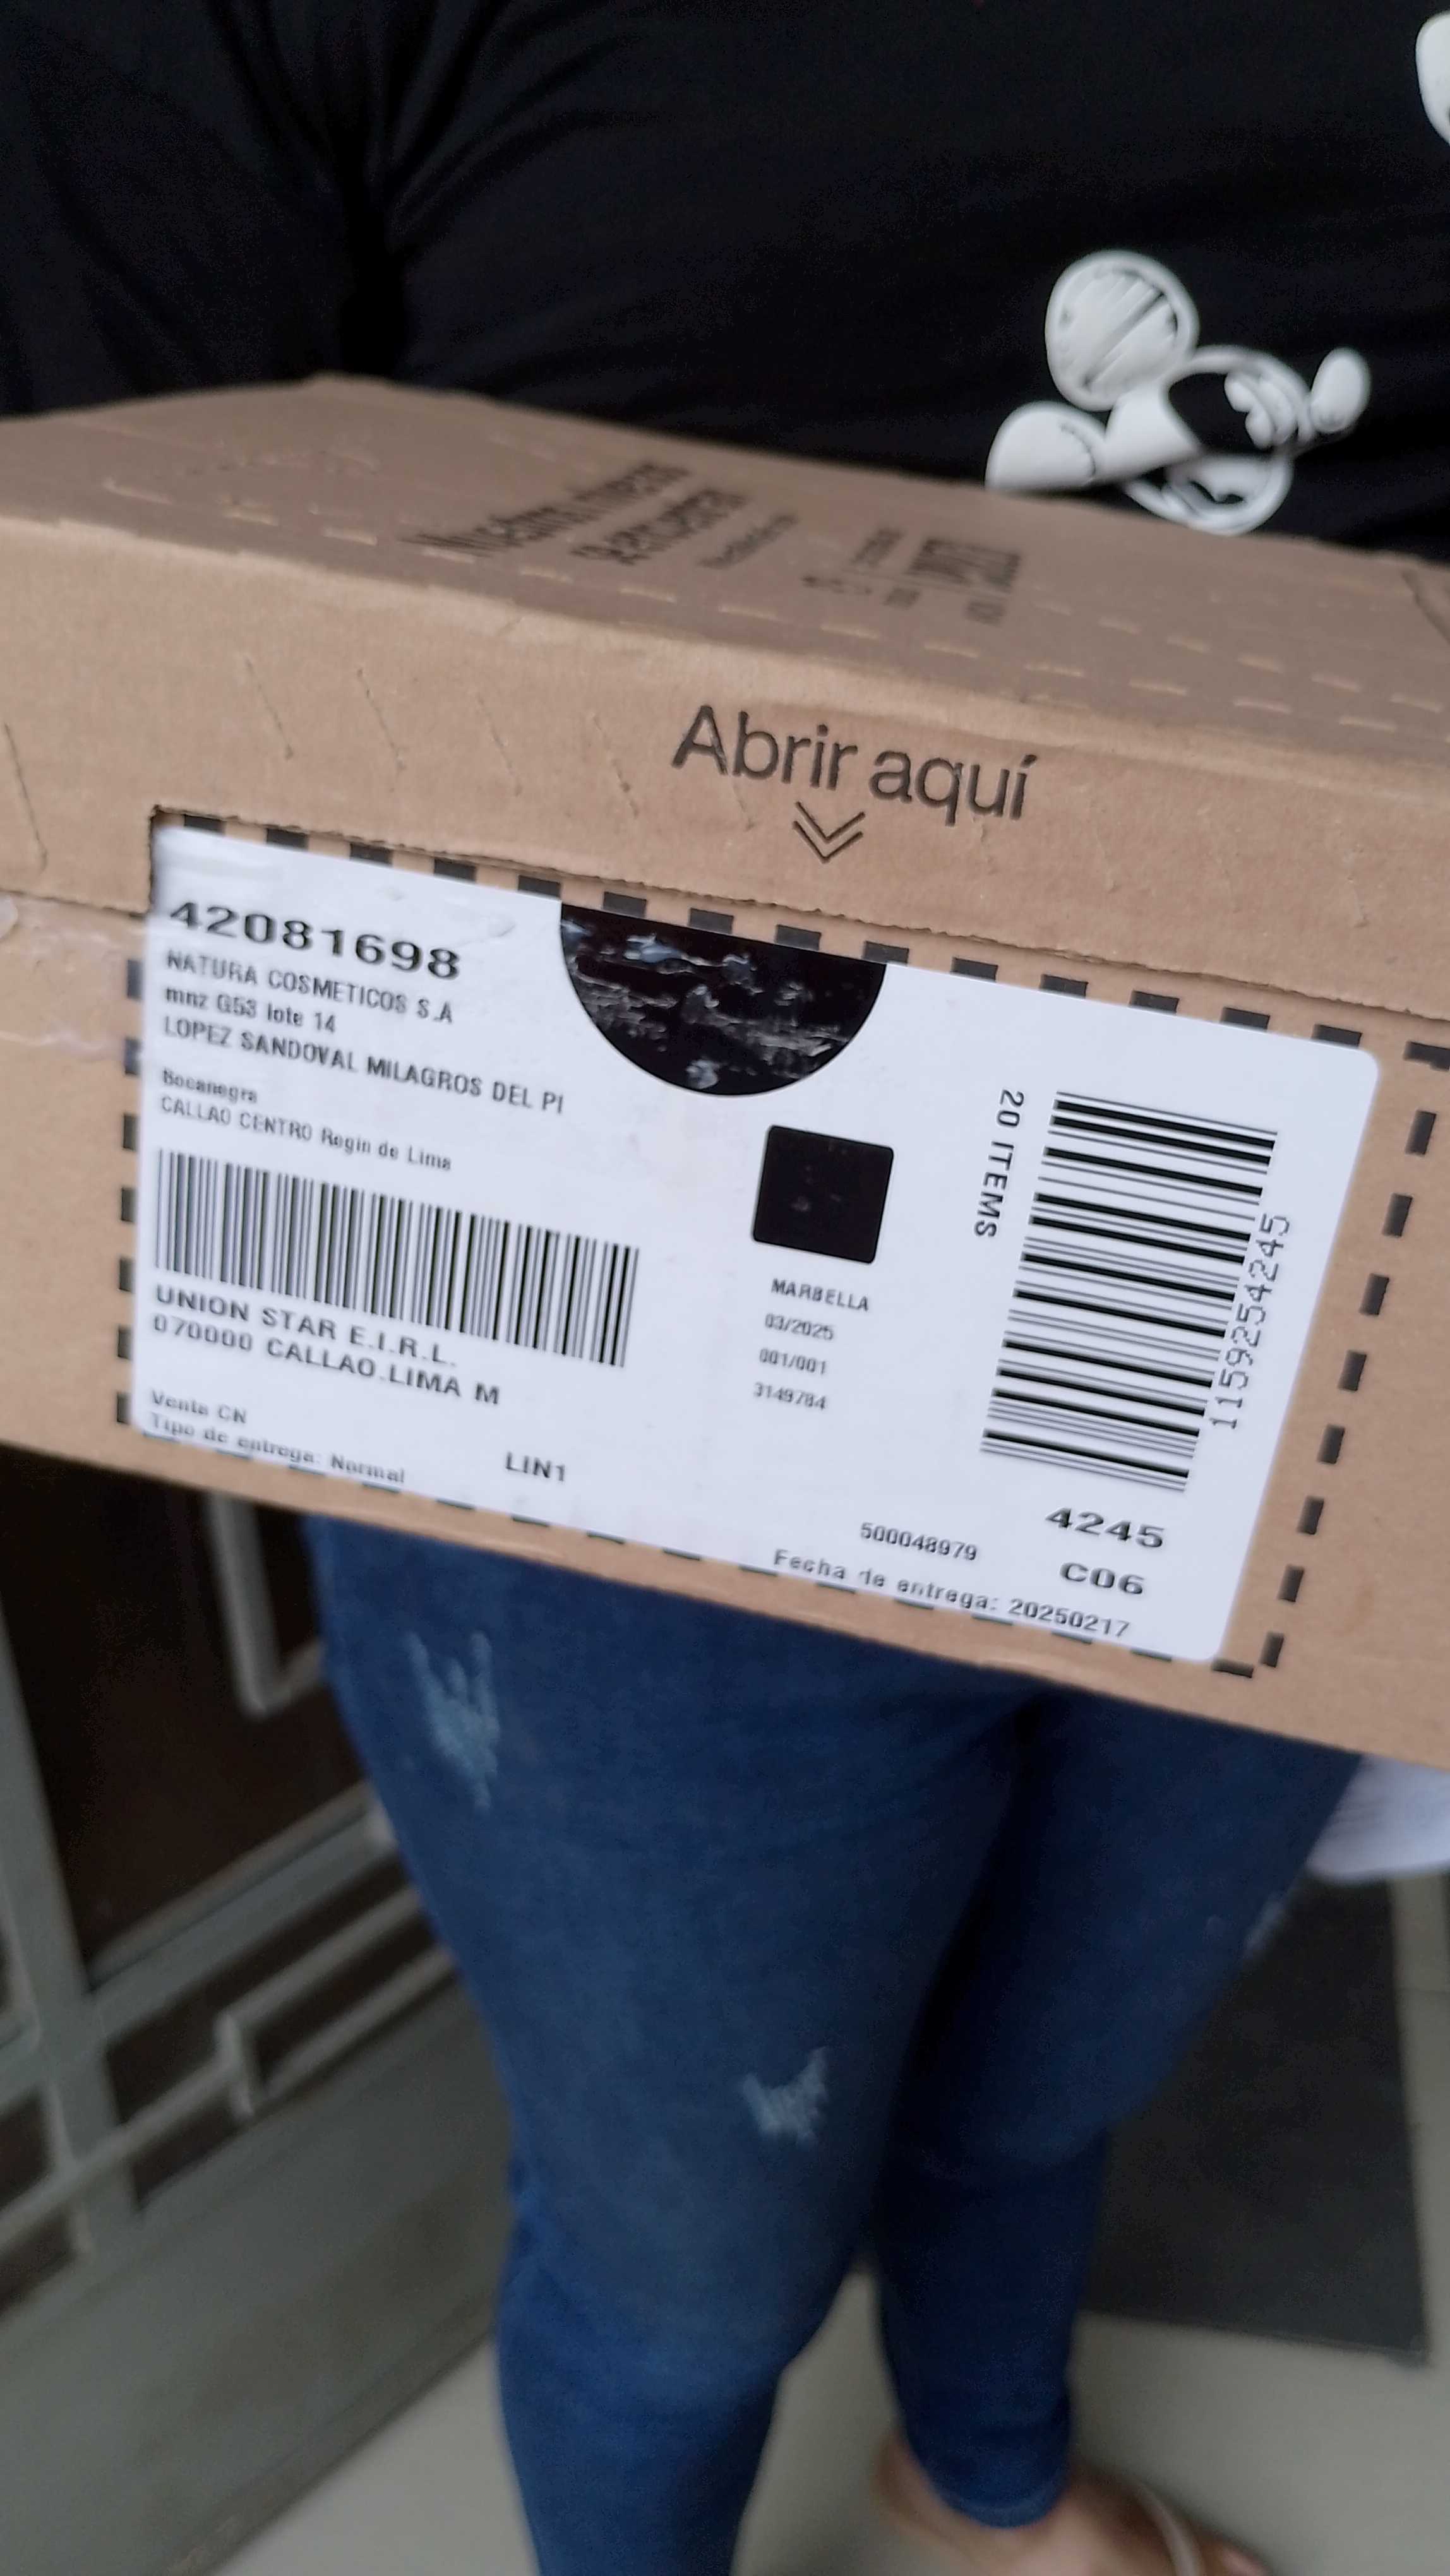 Abrir aquí
42081698
NATURA COSMETICOS S.A
mnz G53 lote 14
LOPEZ SANDOVAL MILAGROS DEL PI
Bocanegra
CALLAO CENTRO Regin de Lima
UNION STAR E.I.R.L.
070000 CALLAO.LIMA M
Venta CN
Tipo de entrega: Normal
LIN1
MARBELLA
03/2025
001/001
3149784
20 ITEMS
1159254245
4245
C06
500048979
Fecha de entrega: 20250217